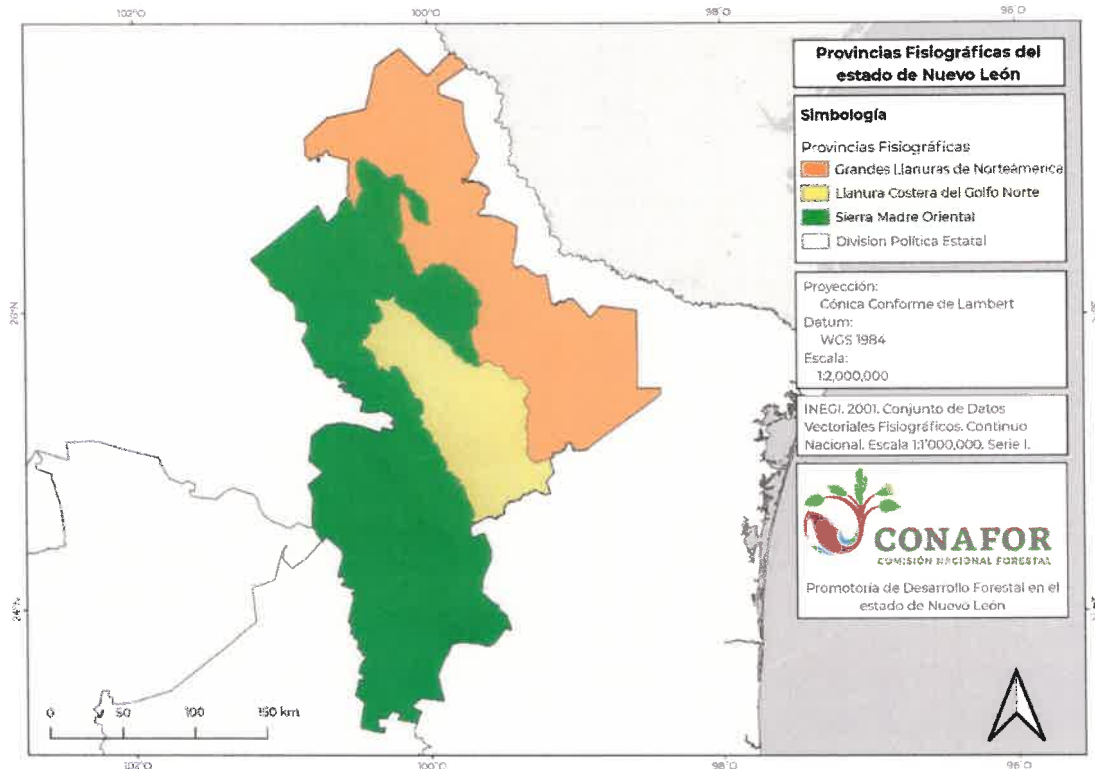 102°O
100°O
98°O
96°O
Provincias Fisiográficas del
estado de Nuevo León
Simbología
Provincias Fisiográficas
Grandes Llanuras de Norteámerica
Llanura Costera del Golfo Norte
Sierra Madre Oriental
Division Política Estatal
26°N
Proyección:
Cónica Conforme de Lambert
Datum:
WGS 1984
Escala:
1:2,000,000
INEGI. 2001. Conjunto de Datos
Vectoriales Fisiográficos. Continuo
Nacional. Escala 1:1'000,000. Serie I.
CONAFOR
COMISIÓN NACIONAL FORESTAL
Promotoría de Desarrollo Forestal en el
estado de Nuevo León
24°N
0 50 100 150 km
102°O
100°O
98°O
96°O